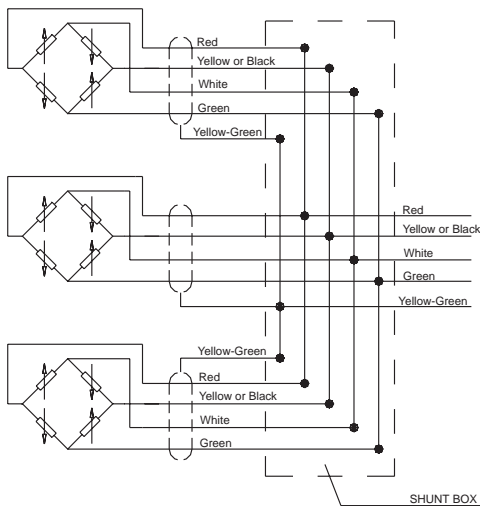 Red
Yellow or Black
White
Green
Yellow-Green
Red
Yellow or Black
White
Green
Yellow-Green
Yellow-Green
Red
Yellow or Black
White
Green
SHUNT BOX